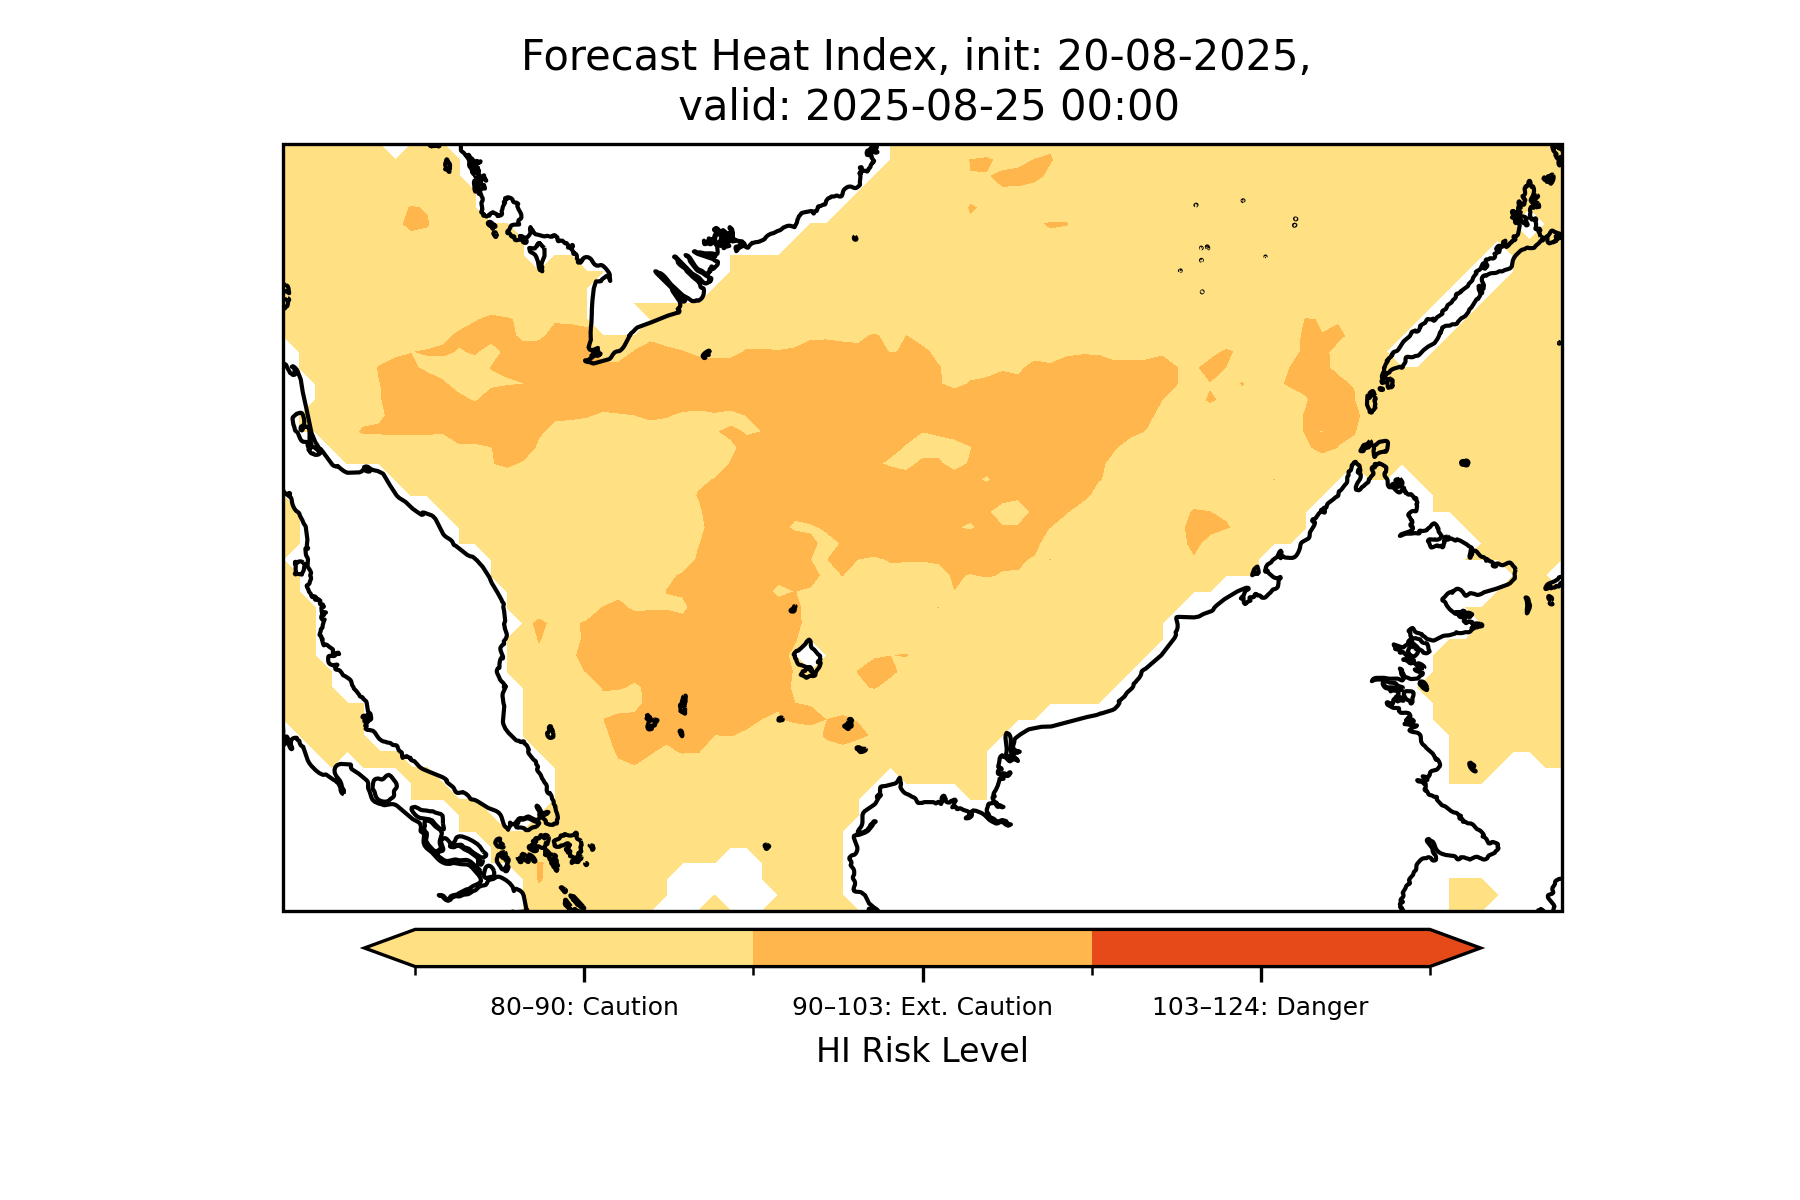 Forecast Heat Index, init: 20-08-2025,
valid: 2025-08-25 00:00
80–90: Caution
90–103: Ext. Caution
103–124: Danger
HI Risk Level